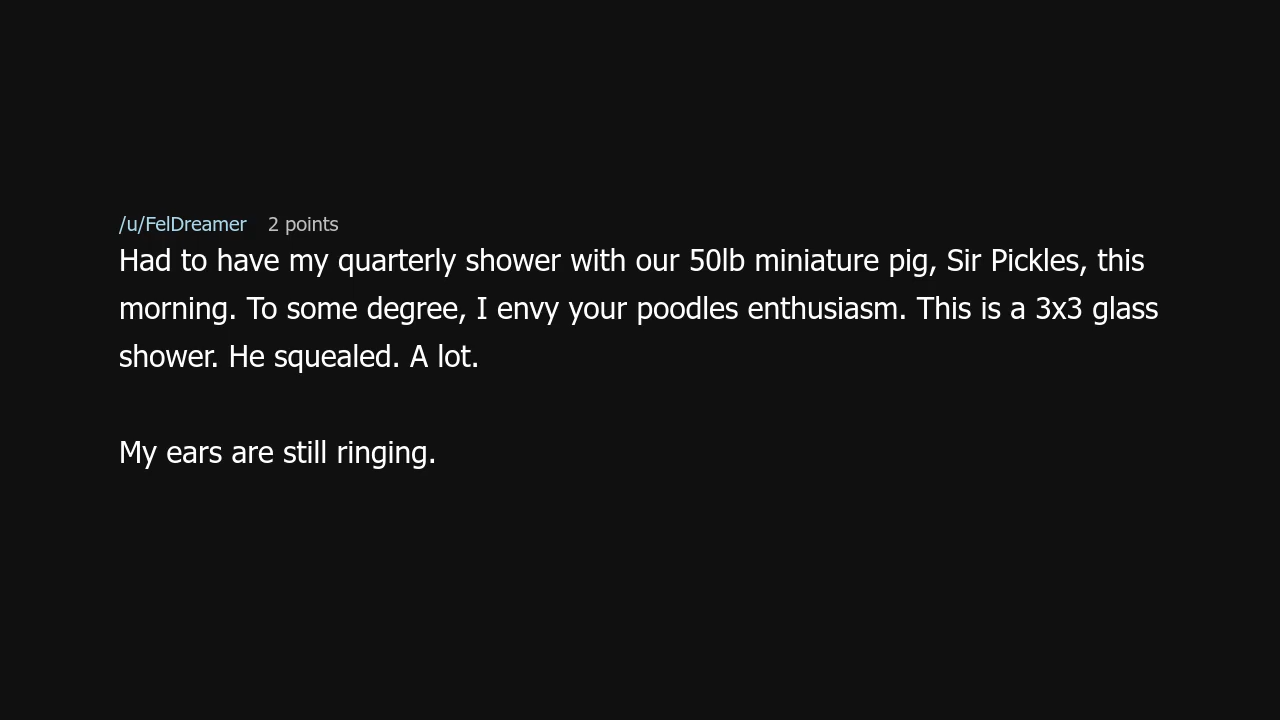 /u/FelDreamer 2 points
Had to have my quarterly shower with our 50lb miniature pig, Sir Pickles, this
morning. To some degree, I envy your poodles enthusiasm. This is a 3x3 glass
shower. He squealed. A lot.
My ears are still ringing.